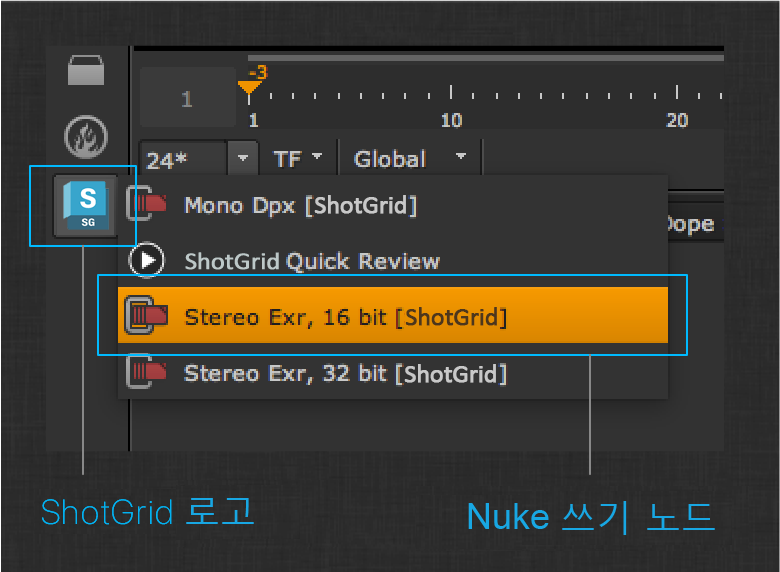 -3
1
1 10 20
24* TF Global
S
SG
Mono Dpx [ShotGrid]
Dope
ShotGrid Quick Review
Stereo Exr, 16 bit [ShotGrid]
Stereo Exr, 32 bit [ShotGrid]
ShotGrid 로고
Nuke 쓰기 노드